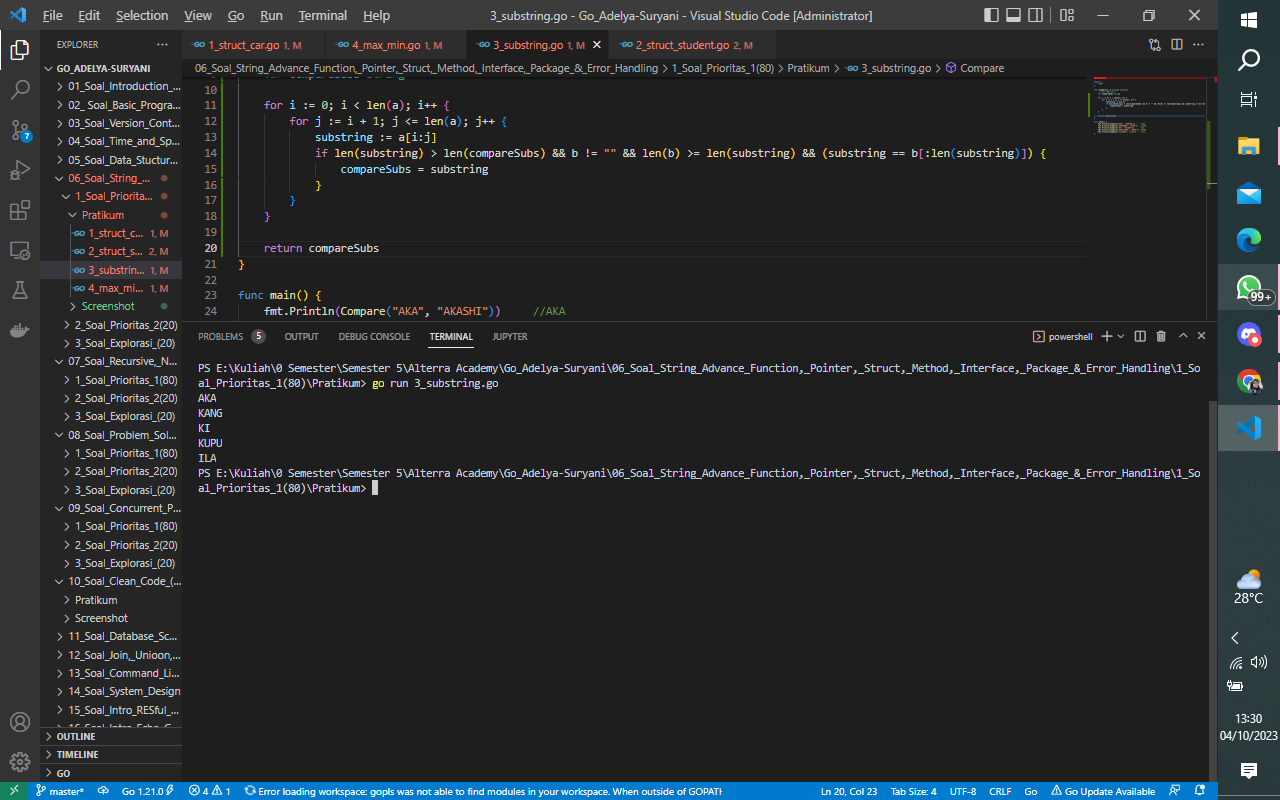 File Edit Selection View Go Run Terminal Help
3_substring.go - Go_Adelya-Suryani - Visual Studio Code [Administrator]
EXPLORER
GO_ADELYA-SURYANI
01_Soal_Introduction_...
02_Soal_Basic_Progra...
03_Soal_Version_Cont...
04_Soal_Time_and_Sp...
05_Soal_Data_Stucture...
06_Soal_String_...
1_Soal_Priorita...
Pratikum
1_struct_c... 1, M
2_struct_s... 2, M
3_substrin... 1, M
4_max_mi... 1, M
Screenshot
2_Soal_Prioritas_2(20)
3_Soal_Explorasi_(20)
07_Soal_Recursive,_N...
1_Soal_Prioritas_1(80)
2_Soal_Prioritas_2(20)
3_Soal_Explorasi_(20)
08_Soal_Problem_Sol...
1_Soal_Prioritas_1(80)
2_Soal_Prioritas_2(20)
3_Soal_Explorasi_(20)
09_Soal_Concurrent_P...
1_Soal_Prioritas_1(80)
2_Soal_Prioritas_2(20)
3_Soal_Explorasi_(20)
10_Soal_Clean_Code_(...
Pratikum
Screenshot
11_Soal_Database_Sc...
12_Soal_Join,_Unioon,...
13_Soal_Command_Li...
14_Soal_System_Design
15_Soal_Intro_RESful_...
OUTLINE
TIMELINE
GO
7
1_struct_car.go 1, M
4_max_min.go 1, M
3_substring.go 1, M
2_struct_student.go 2, M
06_Soal_String_Advance_Function,_Pointer,_Struct,_Method,_Interface,_Package_&_Error_Handling > 1_Soal_Prioritas_1(80) > Pratikum > 3_substring.go > Compare
10
11 for i := 0; i < len(a); i++ {
12 for j := i + 1; j <= len(a); j++ {
13 substring := a[i:j]
14 if len(substring) > len(compareSubs) && b != "" && len(b) >= len(substring) && (substring == b[:len(substring)]) {
15 compareSubs = substring
16 }
17 }
18 }
19
20 return compareSubs
21 }
22
23 func main() {
24 fmt.Println(Compare("AKA", "AKASHI")) //AKA
PROBLEMS 5 OUTPUT DEBUG CONSOLE TERMINAL JUPYTER
powershell
PS E:\Kuliah\0 Semester\Semester 5\Alterra Academy\Go_Adelya-Suryani\06_Soal_String_Advance_Function,_Pointer,_Struct,_Method,_Interface,_Package_&_Error_Handling\1_So
al_Prioritas_1(80)\Pratikum> go run 3_substring.go
AKA
KANG
KI
KUPU
ILA
PS E:\Kuliah\0 Semester\Semester 5\Alterra Academy\Go_Adelya-Suryani\06_Soal_String_Advance_Function,_Pointer,_Struct,_Method,_Interface,_Package_&_Error_Handling\1_So
al_Prioritas_1(80)\Pratikum>
master* Go 1.21.0 4 1 Error loading workspace: gopls was not able to find modules in your workspace. When outside of GOPATH
Ln 20, Col 23 Tab Size: 4 UTF-8 CRLF Go Go Update Available
99+
28°C
13:30
04/10/2023